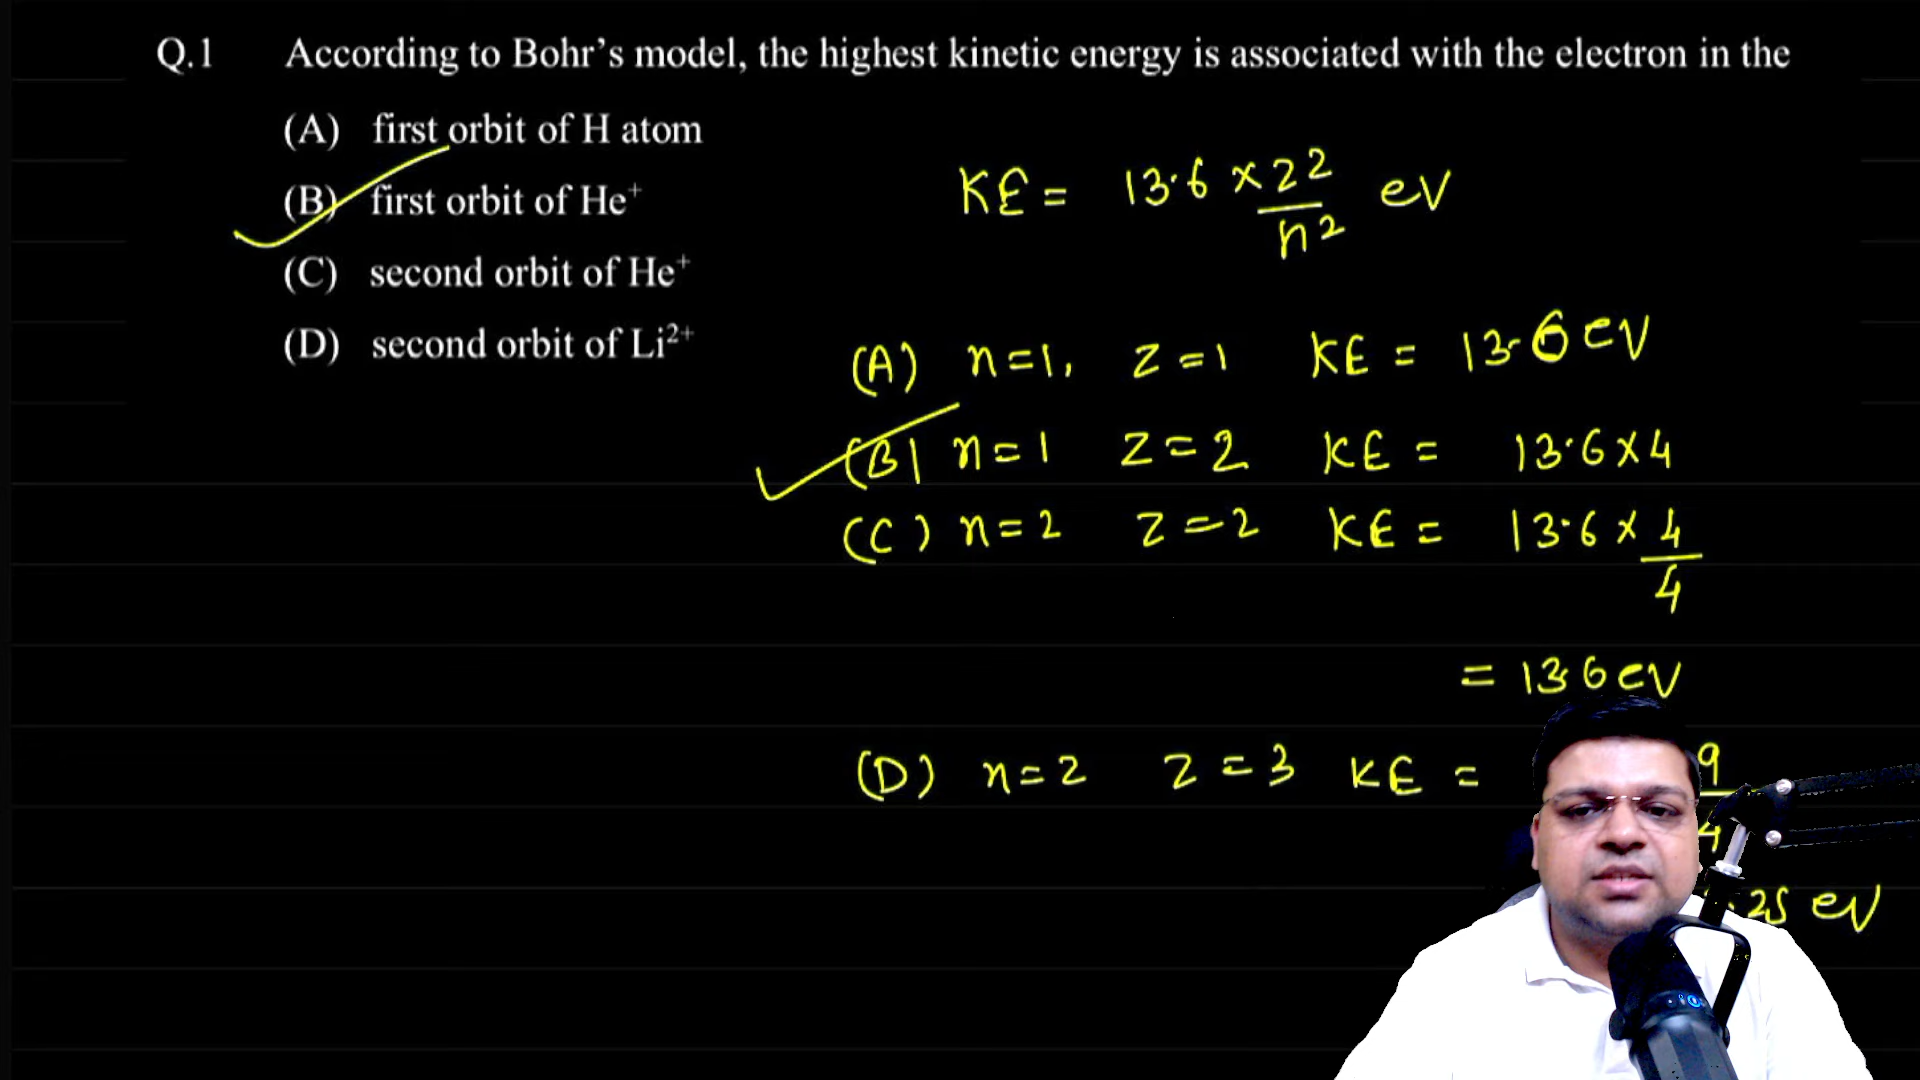 Q.1 According to Bohr's model, the highest kinetic energy is associated with the electron in the
(A) first orbit of H atom
(B) first orbit of He⁺
(C) second orbit of He⁺
(D) second orbit of Li²⁺
KE = 13.6 × Z² / n² eV
(A) n=1, Z=1 KE = 13.6 eV
(B) n=1 Z=2 KE = 13.6×4
(C) n=2 Z=2 KE = 13.6 × 4/4
= 13.6 eV
(D) n=2 Z=3 KE = 9/4
.25 eV